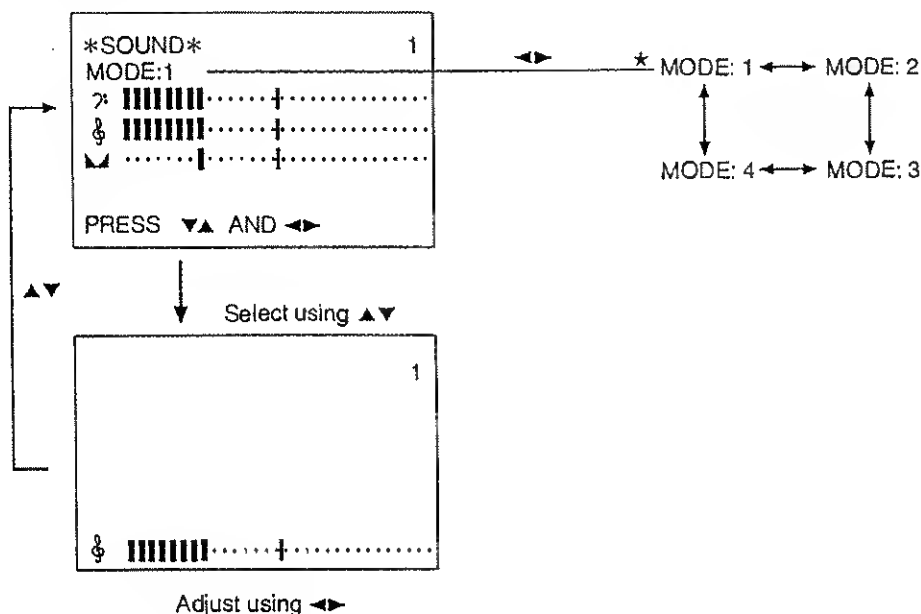 *SOUND* 1
MODE:1
PRESS ▼▲ AND ◄►
◄►
★ MODE: 1 ↔ MODE: 2
MODE: 4 ↔ MODE: 3
▲▼
Select using ▲▼
1
Adjust using ◄►